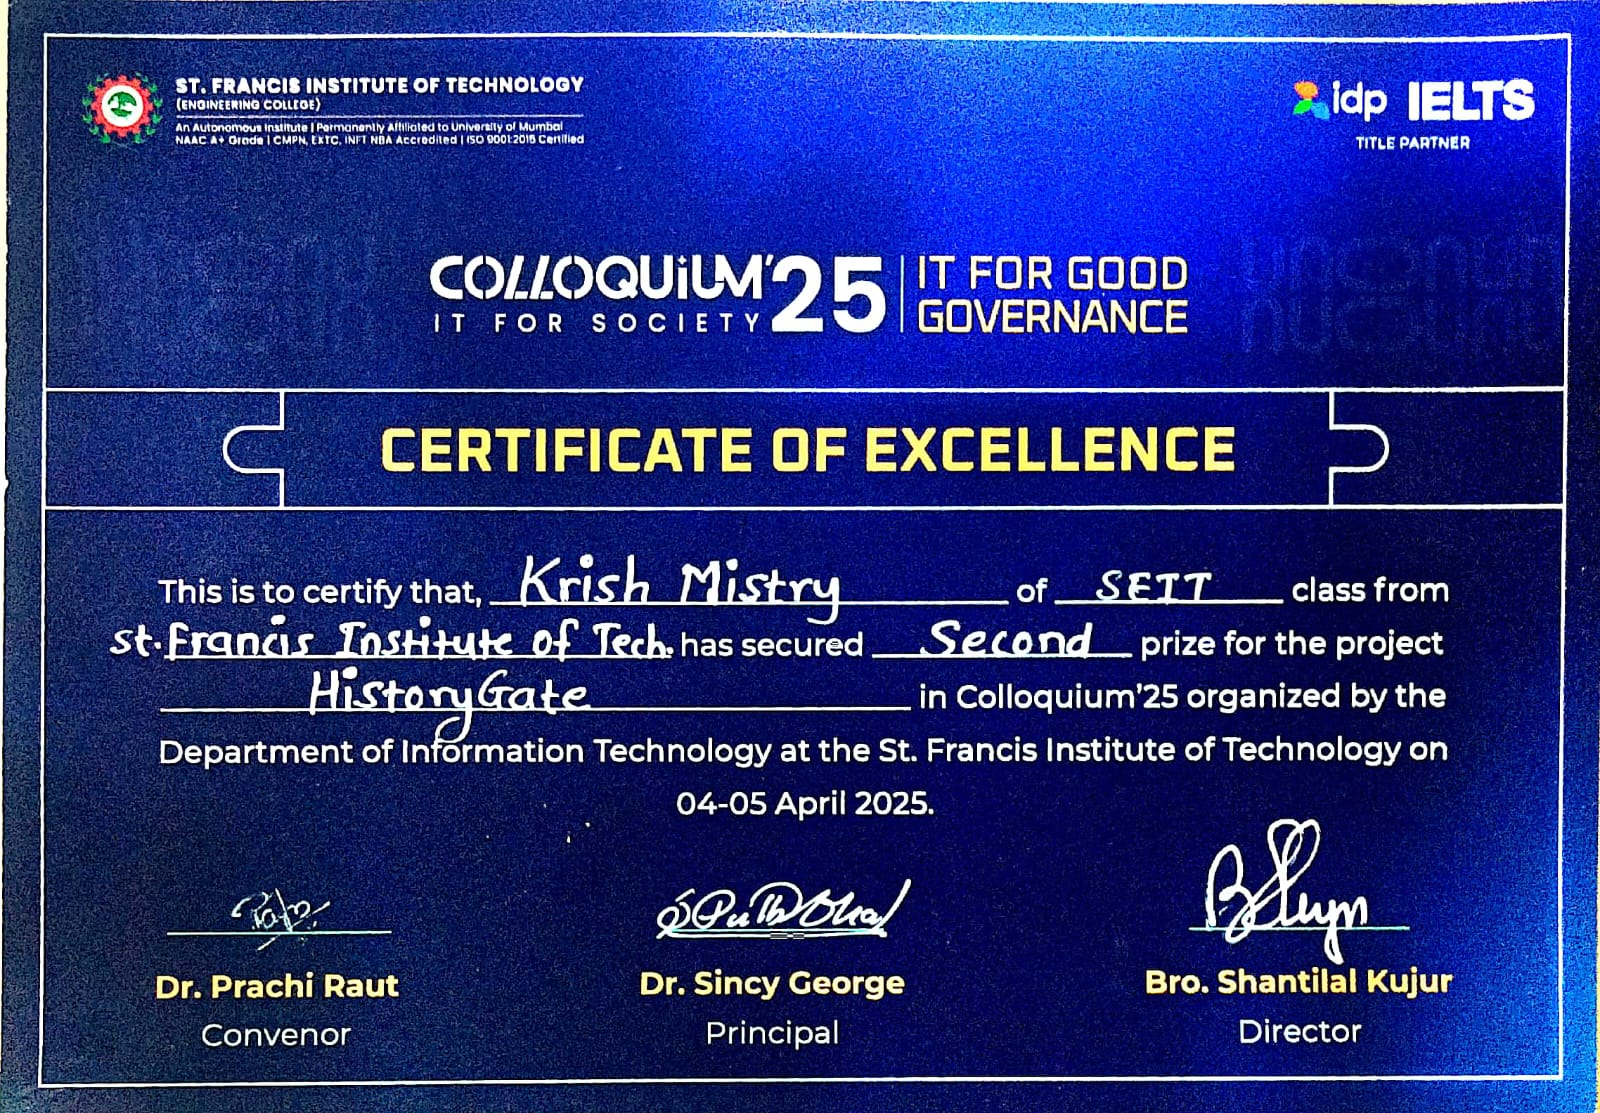 ST. FRANCIS INSTITUTE OF TECHNOLOGY
(ENGINEERING COLLEGE)
An Autonomous Institute | Permanently Affiliated to University of Mumbai
NAAC A+ Grade | CMPN, EXTC, INFT NBA Accredited | ISO 9001:2015 Certified
idp IELTS
TITLE PARTNER
COLLOQUiUM'25
IT FOR SOCIETY
IT FOR GOOD
GOVERNANCE
CERTIFICATE OF EXCELLENCE
This is to certify that, Krish Mistry of SEIT class from
St. Francis Institute of Tech. has secured Second prize for the project
HistoryGate in Colloquium'25 organized by the
Department of Information Technology at the St. Francis Institute of Technology on
04-05 April 2025.
Dr. Prachi Raut
Convenor
Dr. Sincy George
Principal
Bro. Shantilal Kujur
Director